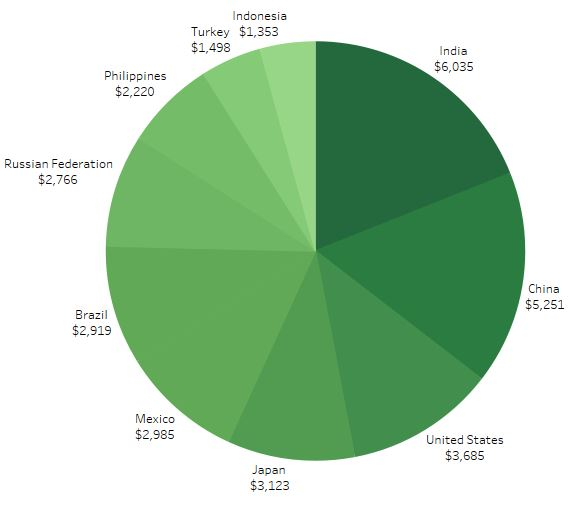 India
$6,035
China
$5,251
United States
$3,685
Japan
$3,123
Mexico
$2,985
Brazil
$2,919
Russian Federation
$2,766
Philippines
$2,220
Turkey
$1,498
Indonesia
$1,353